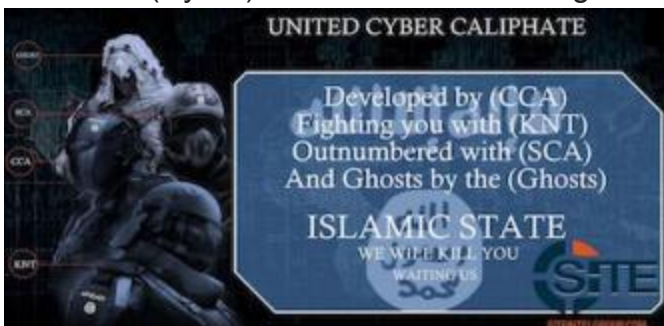 UNITED CYBER CALIPHATE
GHOST
SCA
CCA
KNT
Developed by (CCA)
Fighting you with (KNT)
Outnumbered with (SCA)
And Ghosts by the (Ghosts)
ISLAMIC STATE
WE WILL KILL YOU
WAITING US
SITE